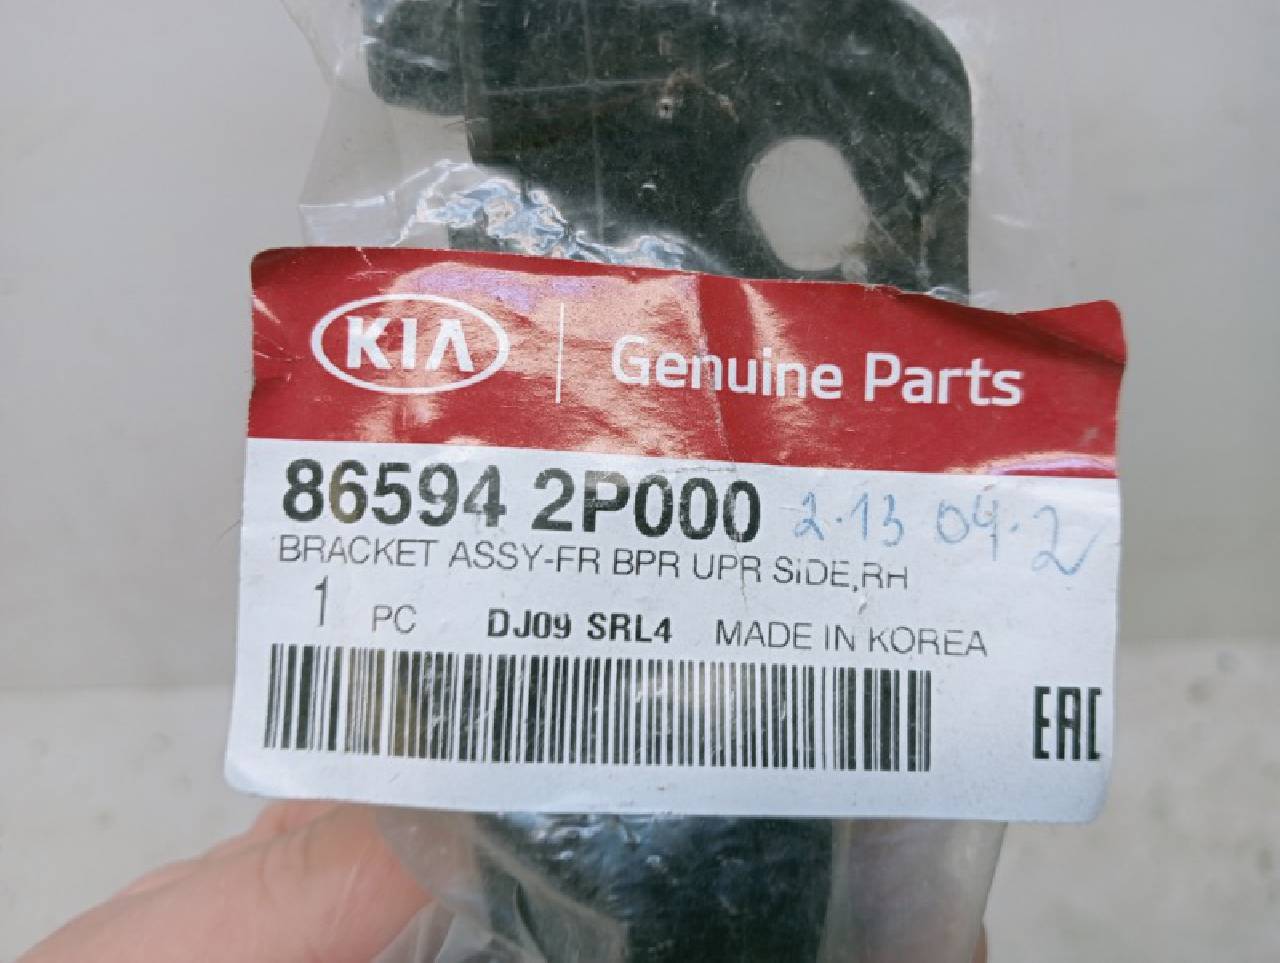 KIA Genuine Parts
86594 2P000 2.13 04.2
BRACKET ASSY-FR BPR UPR SIDE,RH
1 PC DJ09 SRL4 MADE IN KOREA
EAC